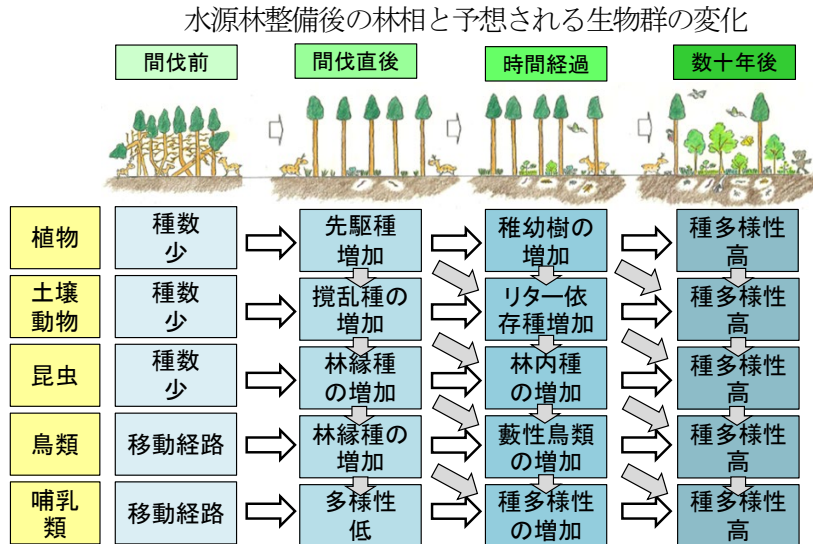 水源林整備後の林相と予想される生物群の変化
間伐前
間伐直後
時間経過
数十年後
植物
種数
少
先駆種
増加
稚幼樹の
増加
種多様性
高
土壌
動物
種数
少
撹乱種の
増加
リター依
存種増加
種多様性
高
昆虫
種数
少
林縁種
の増加
林内種
の増加
種多様性
高
鳥類
移動経路
林縁種の
増加
藪性鳥類
の増加
種多様性
高
哺乳
類
移動経路
多様性
低
種多様性
の増加
種多様性
高